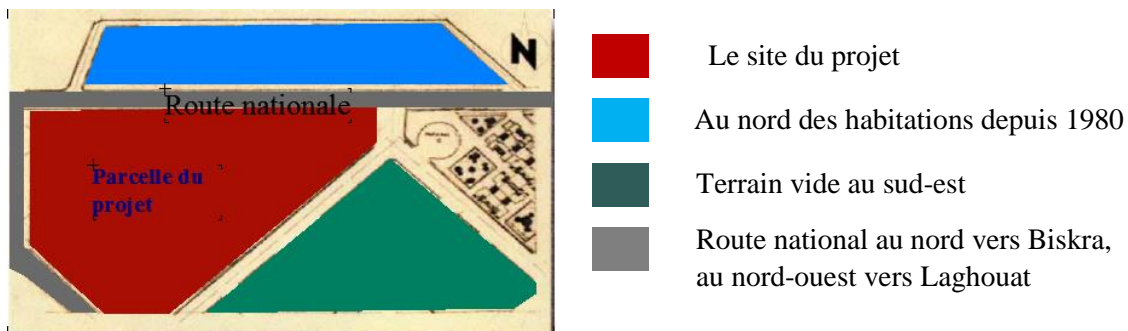 N
Route nationale
Parcelle du
projet
Le site du projet
Au nord des habitations depuis 1980
Terrain vide au sud-est
Route national au nord vers Biskra,
au nord-ouest vers Laghouat